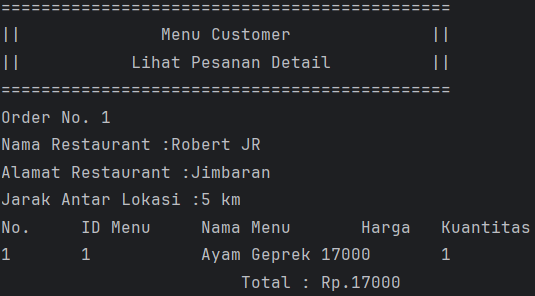 =============================================
||              Menu Customer              ||
||           Lihat Pesanan Detail          ||
=============================================
Order No. 1
Nama Restaurant :Robert JR
Alamat Restaurant :Jimbaran
Jarak Antar Lokasi :5 km
No.     ID Menu     Nama Menu       Harga   Kuantitas
1       1           Ayam Geprek 17000       1
                        Total : Rp.17000